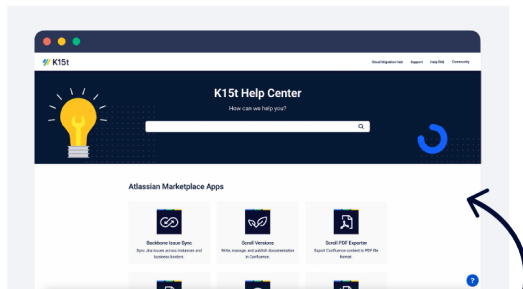 K15t
Cloud Migration Hub Support Help FAQ Community
K15t Help Center
How can we help you?
Atlassian Marketplace Apps
Backbone Issue Sync
Sync Jira issues across instances and
business borders.
Scroll Versions
Write, manage, and publish documentation
in Confluence.
Scroll PDF Exporter
Export Confluence content to PDF file
format.
?